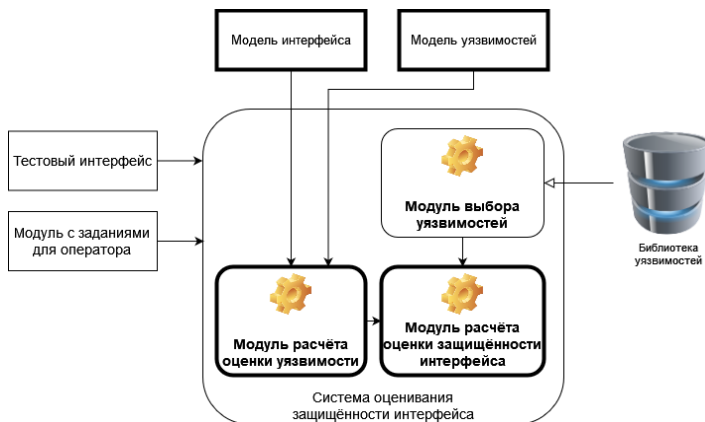 Модель интерфейса
Модель уязвимостей
Тестовый интерфейс
Модуль с заданиями
для оператора
Модуль выбора
уязвимостей
Библиотека
уязвимостей
Модуль расчёта
оценки уязвимости
Модуль расчёта
оценки защищённости
интерфейса
Система оценивания
защищённости интерфейса